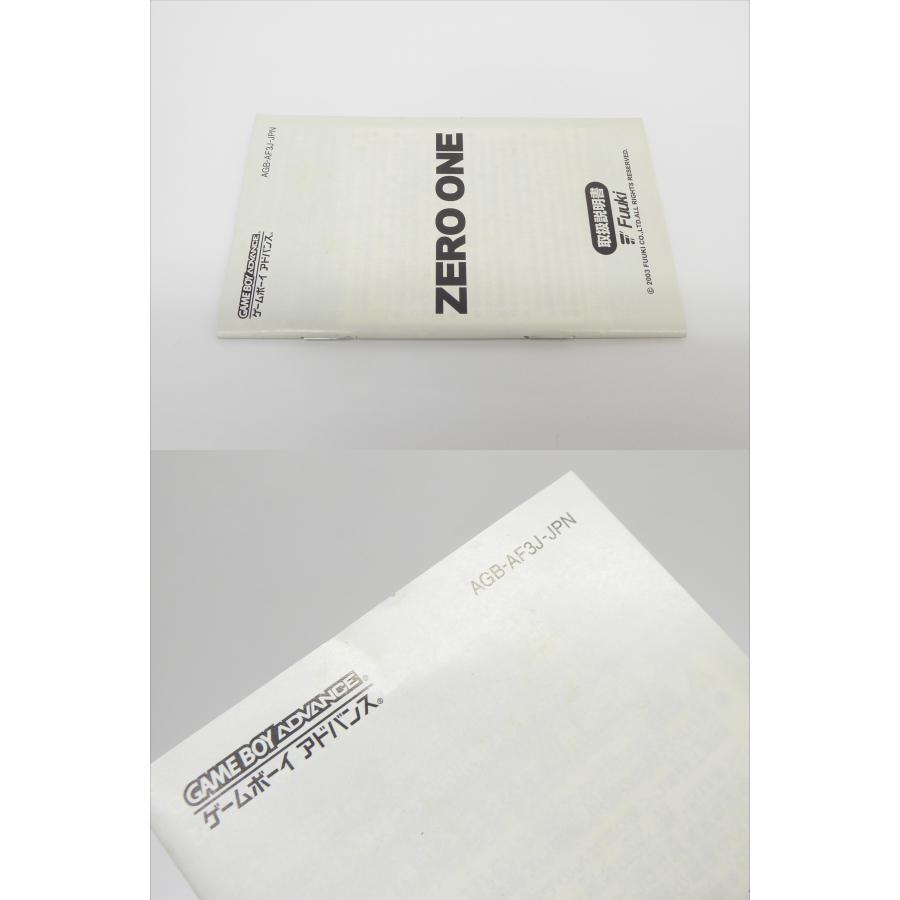 GAME BOY ADVANCE
ゲームボーイ アドバンス®
AGB-AF3J-JPN
ZERO ONE
取扱説明書
Fuuki
© 2003 FUUKI CO.,LTD.ALL RIGHTS RESERVED.
AGB-AF3J-JPN
GAME BOY ADVANCE®
ゲームボーイ アドバンス®